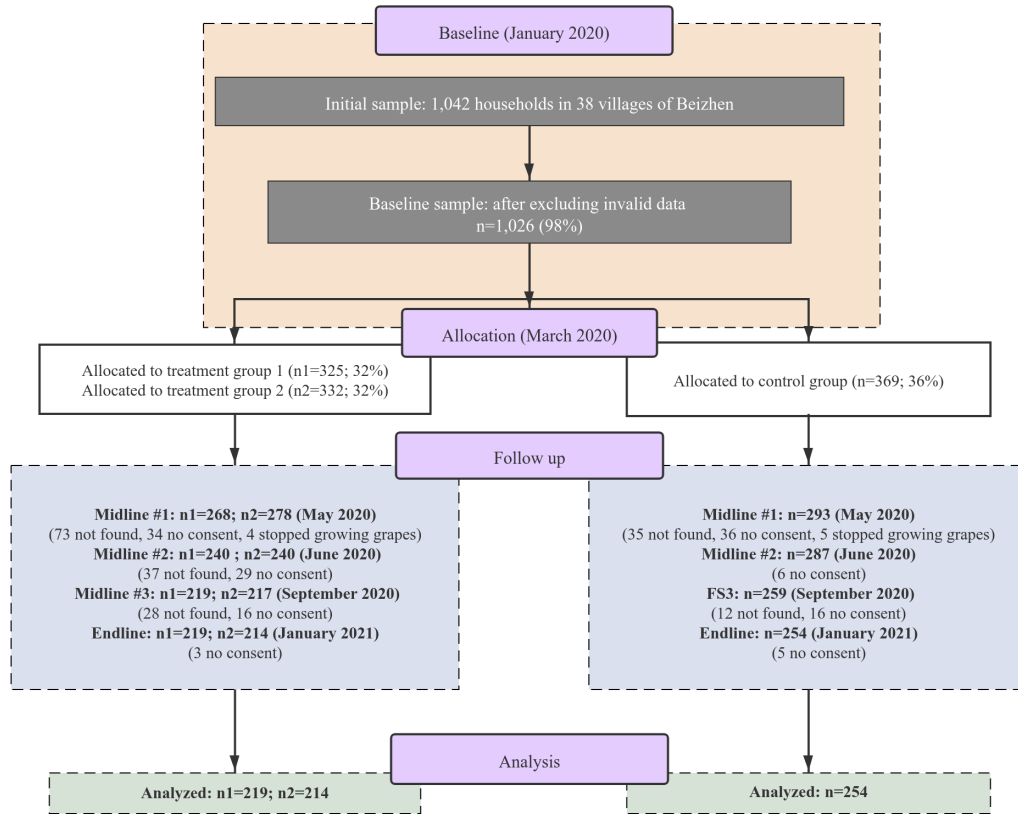 Baseline (January 2020)
Initial sample: 1,042 households in 38 villages of Beizhen
Baseline sample: after excluding invalid data
n=1,026 (98%)
Allocation (March 2020)
Allocated to treatment group 1 (n1=325; 32%)
Allocated to treatment group 2 (n2=332; 32%)
Allocated to control group (n=369; 36%)
Follow up
Midline #1: n1=268; n2=278 (May 2020)
(73 not found, 34 no consent, 4 stopped growing grapes)
Midline #2: n1=240 ; n2=240 (June 2020)
(37 not found, 29 no consent)
Midline #3: n1=219; n2=217 (September 2020)
(28 not found, 16 no consent)
Endline: n1=219; n2=214 (January 2021)
(3 no consent)
Midline #1: n=293 (May 2020)
(35 not found, 36 no consent, 5 stopped growing grapes)
Midline #2: n=287 (June 2020)
(6 no consent)
FS3: n=259 (September 2020)
(12 not found, 16 no consent)
Endline: n=254 (January 2021)
(5 no consent)
Analysis
Analyzed: n1=219; n2=214
Analyzed: n=254